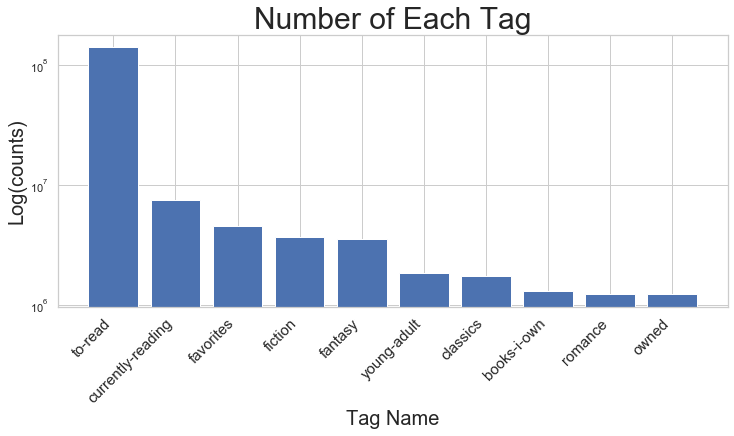 Number of Each Tag
Log(counts)
10⁸
10⁷
10⁶
to-read
currently-reading
favorites
fiction
fantasy
young-adult
classics
books-i-own
romance
owned
Tag Name